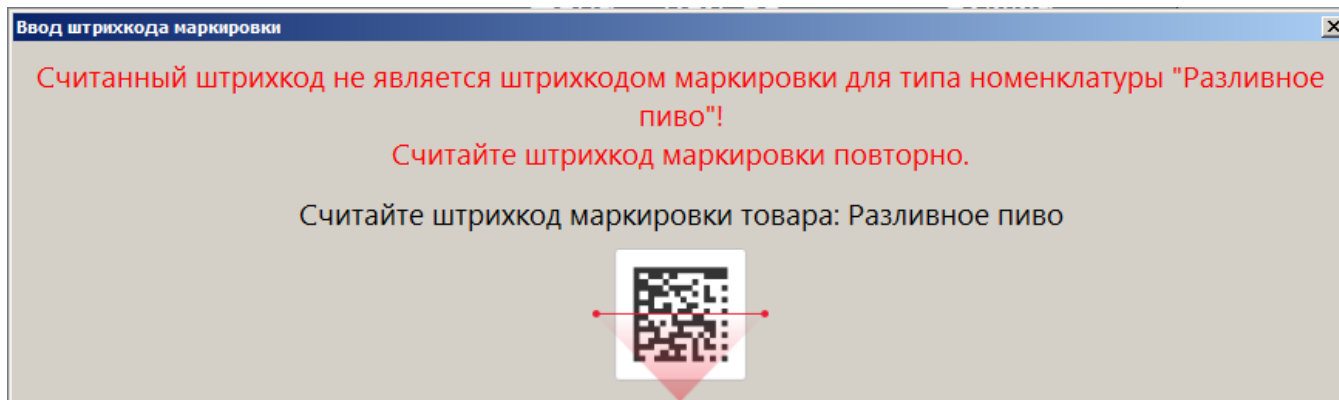 Ввод штрихкода маркировки
Считанный штрихкод не является штрихкодом маркировки для типа номенклатуры "Разливное
пиво"!
Считайте штрихкод маркировки повторно.
Считайте штрихкод маркировки товара: Разливное пиво